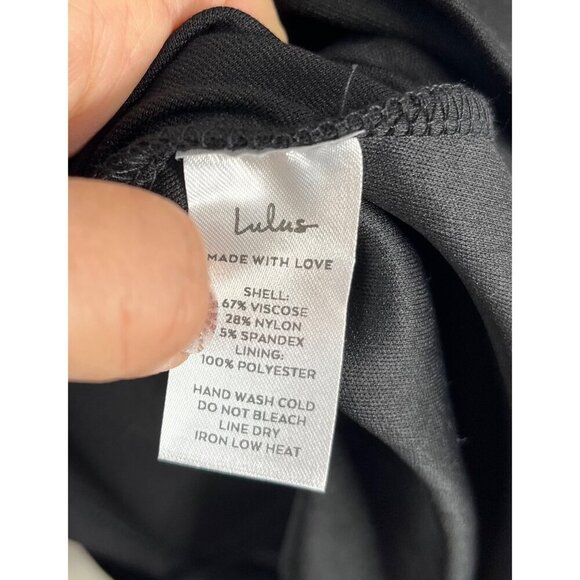 Lulus
MADE WITH LOVE
SHELL:
67% VISCOSE
28% NYLON
5% SPANDEX
LINING:
100% POLYESTER
HAND WASH COLD
DO NOT BLEACH
LINE DRY
IRON LOW HEAT